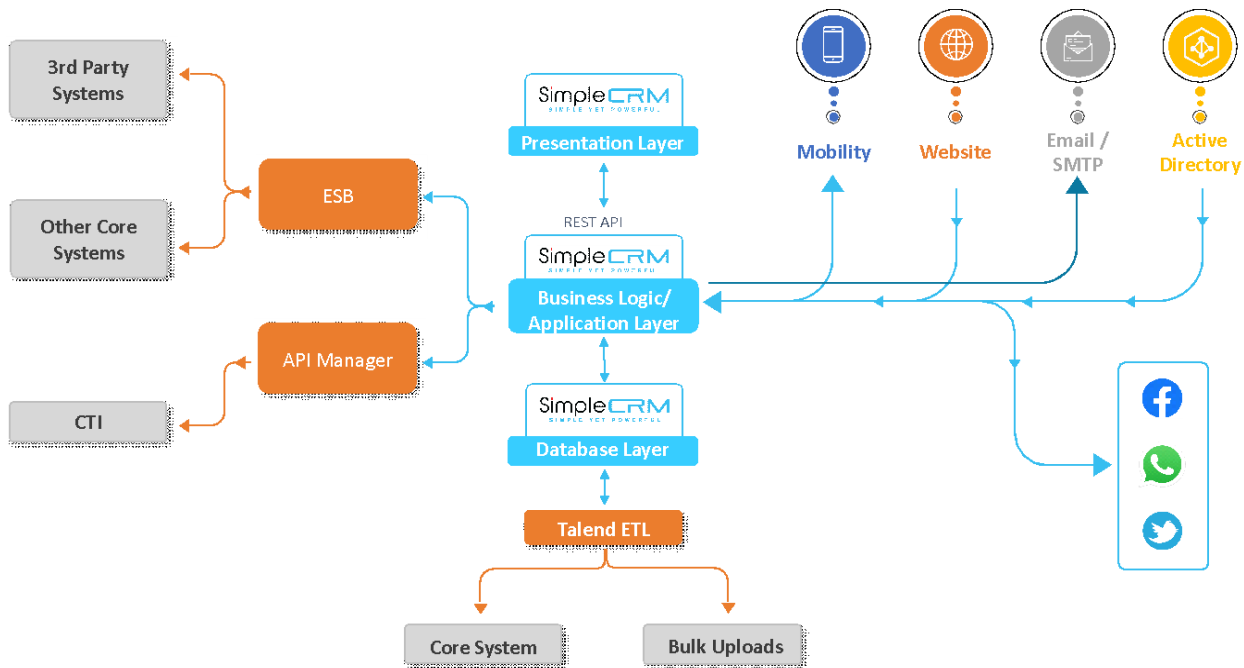 3rd Party
Systems
Other Core
Systems
CTI
ESB
API Manager
SimpleCRM
SIMPLE YET POWERFUL
Presentation Layer
REST API
SimpleCRM
SIMPLE YET POWERFUL
Business Logic/
Application Layer
SimpleCRM
SIMPLE YET POWERFUL
Database Layer
Talend ETL
Core System
Bulk Uploads
Mobility
Website
Email /
SMTP
Active
Directory